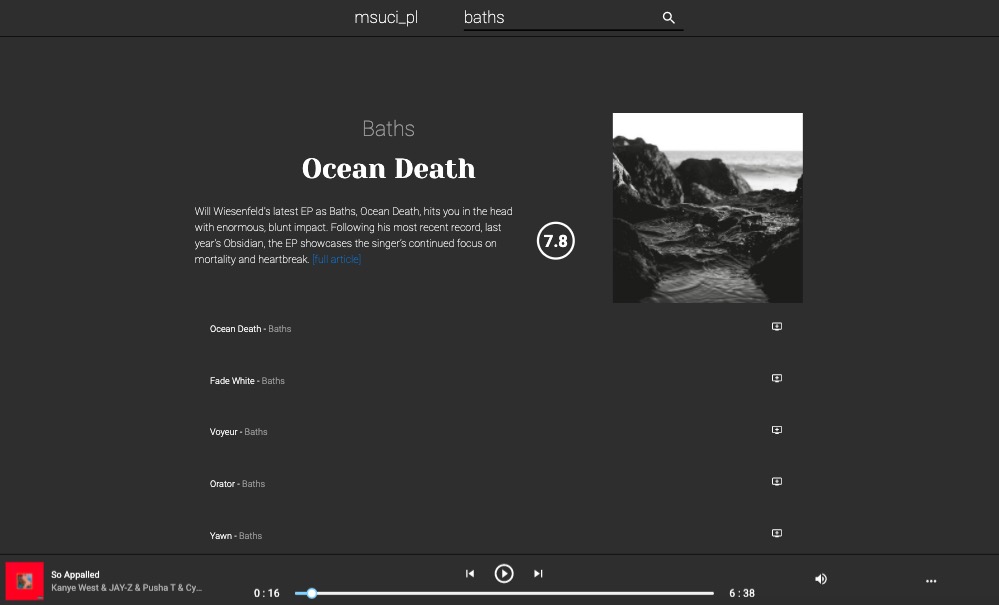 msuci_pl
baths
Baths
Ocean Death
Will Wiesenfeld's latest EP as Baths, Ocean Death, hits you in the head
with enormous, blunt impact. Following his most recent record, last
year's Obsidian, the EP showcases the singer's continued focus on
mortality and heartbreak. [full article]
7.8
Ocean Death - Baths
Fade White - Baths
Voyeur - Baths
Orator - Baths
Yawn - Baths
So Appalled
Kanye West & JAY-Z & Pusha T & Cy...
0 : 16
6 : 38